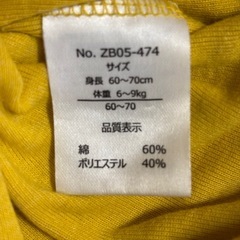 No. ZB05-474
サイズ
身長 60〜70cm
体重 6〜9kg
60〜70
品質表示
綿 60%
ポリエステル 40%